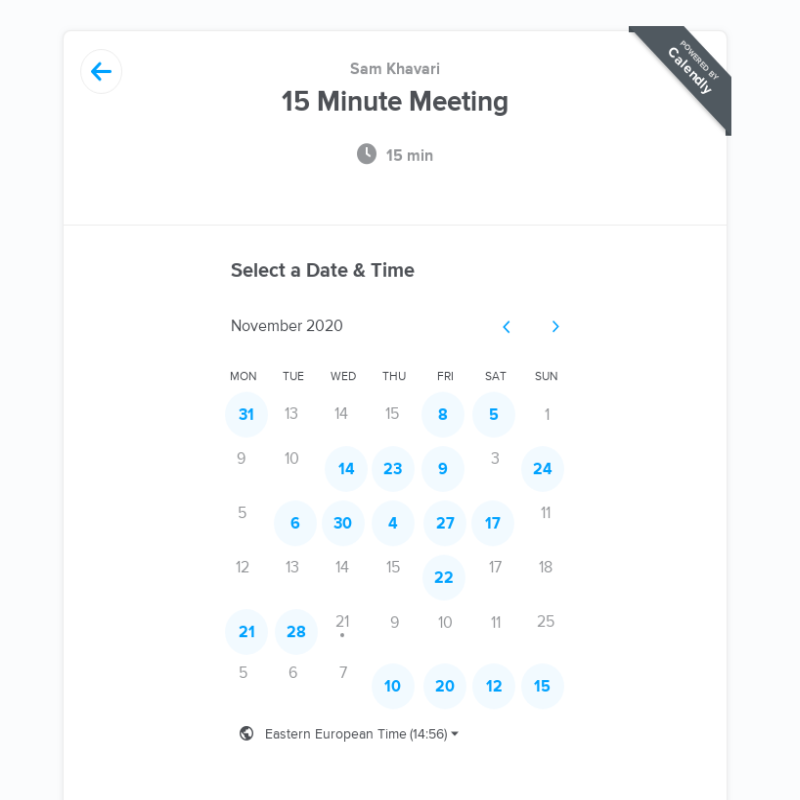 POWERED BY
Calendly
Sam Khavari
15 Minute Meeting
15 min
Select a Date & Time
November 2020
MON TUE WED THU FRI SAT SUN
31 13 14 15 8 5 1
9 10 14 23 9 3 24
5 6 30 4 27 17 11
12 13 14 15 22 17 18
21 28 21 9 10 11 25
5 6 7 10 20 12 15
Eastern European Time (14:56)